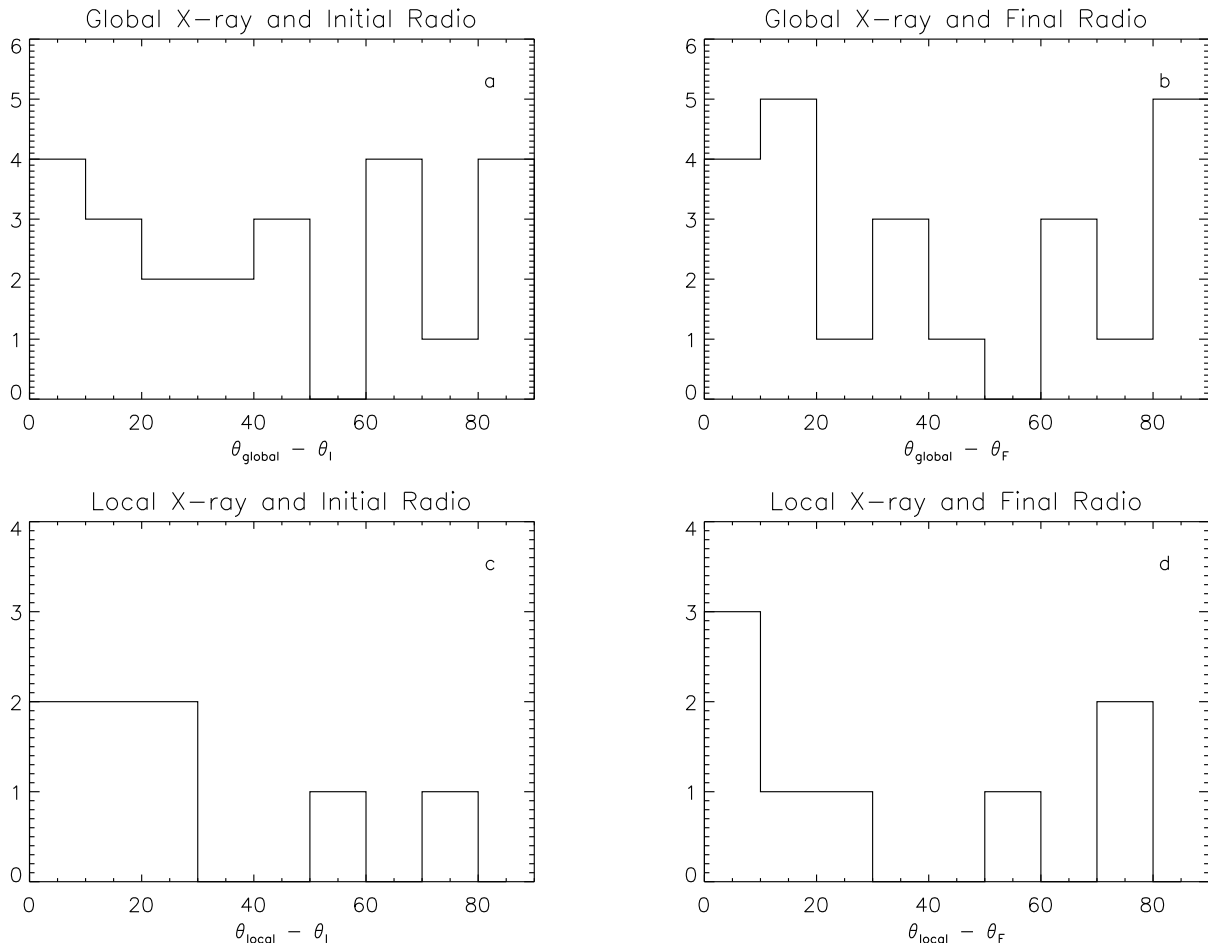 Global X-ray and Initial Radio
6
5
4
3
2
1
0
a
0 20 40 60 80
θglobal - θI
Global X-ray and Final Radio
6
5
4
3
2
1
0
b
0 20 40 60 80
θglobal - θF
Local X-ray and Initial Radio
4
3
2
1
0
c
0 20 40 60 80
θlocal - θI
Local X-ray and Final Radio
4
3
2
1
0
d
0 20 40 60 80
θlocal - θF